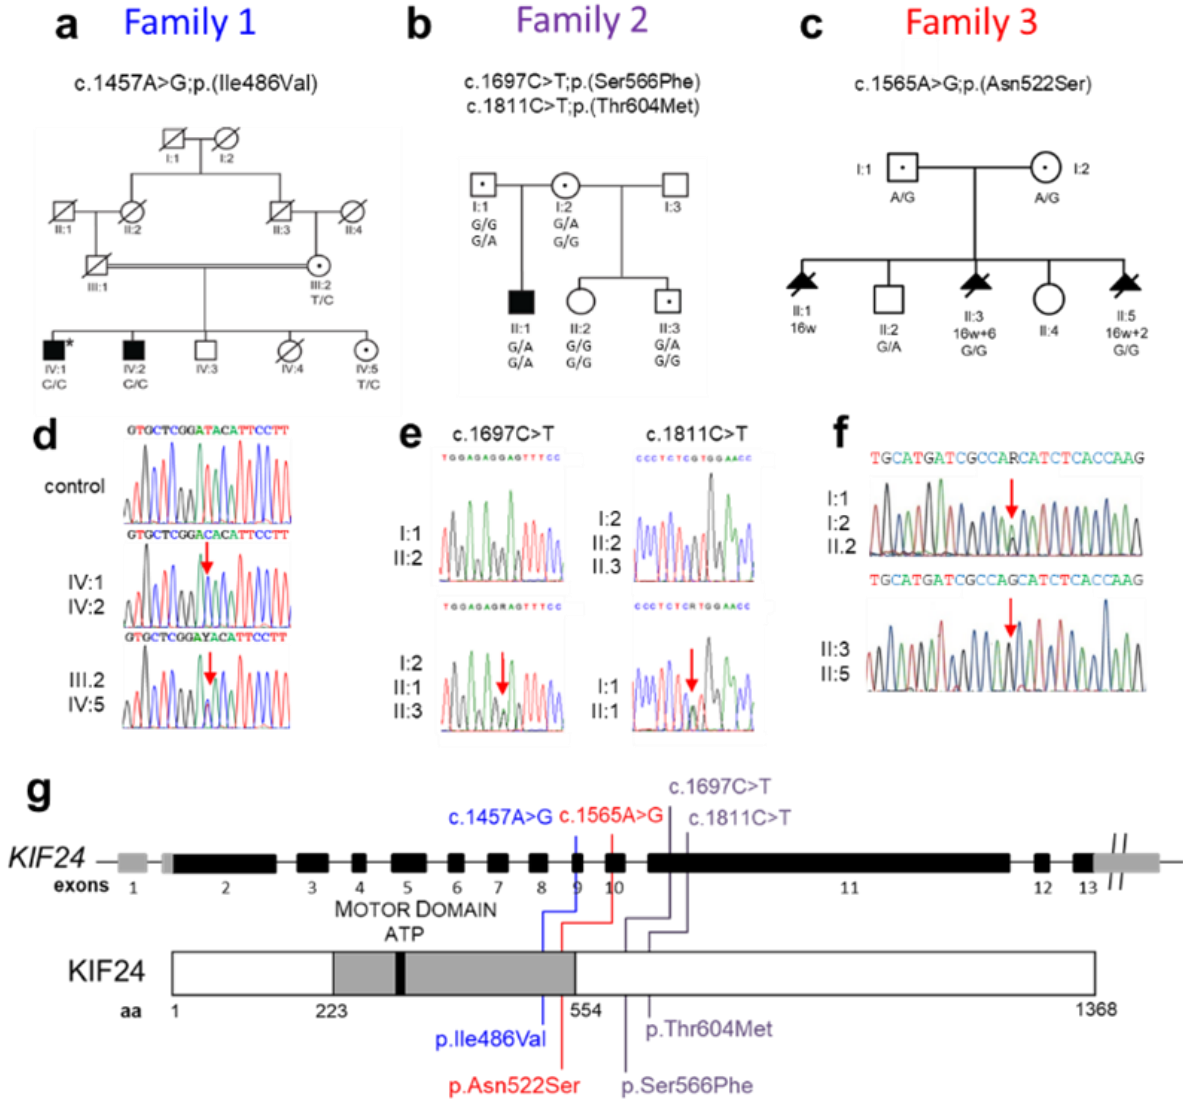 a Family 1
c.1457A>G;p.(Ile486Val)
I:1 I:2
II:1 II:2 II:3 II:4
III:1 III:2
T/C
IV:1 * IV:2 IV:3 IV:4 IV:5
C/C C/C T/C
b Family 2
c.1697C>T;p.(Ser566Phe)
c.1811C>T;p.(Thr604Met)
I:1 I:2 I:3
G/G G/A
G/A G/G
II:1 II:2 II:3
G/A G/G G/A
G/A G/G G/G
c Family 3
c.1565A>G;p.(Asn522Ser)
I:1 I:2
A/G A/G
II:1 II:2 II:3 II:4 II:5
16w G/A 16w+6 16w+2
G/G G/G
d
GTGCTCGGATACATTCCTT
control
GTGCTCGGACACATTCCTT
IV:1
IV:2
GTGCTCGGAYACATTCCTT
III.2
IV:5
e
c.1697C>T c.1811C>T
TGGAGAGGAGTTTCC CCCTCTCGTGGAACC
I:1
II:2
I:2
II:2
II.3
TGGAGAGRAGTTTCC CCCTCTCRTGGAACC
I:2
II:1
II:3
I:1
II:1
f
TGCATGATCGCCARCATCTCACCAAG
I:1
I:2
II.2
TGCATGATCGCCAGCATCTCACCAAG
II:3
II:5
g
c.1697C>T
c.1457A>G c.1565A>G c.1811C>T
KIF24
exons 1 2 3 4 5 6 7 8 9 10 11 12 13
MOTOR DOMAIN
ATP
KIF24
aa 1 223 554 1368
p.Ile486Val p.Thr604Met
p.Asn522Ser p.Ser566Phe